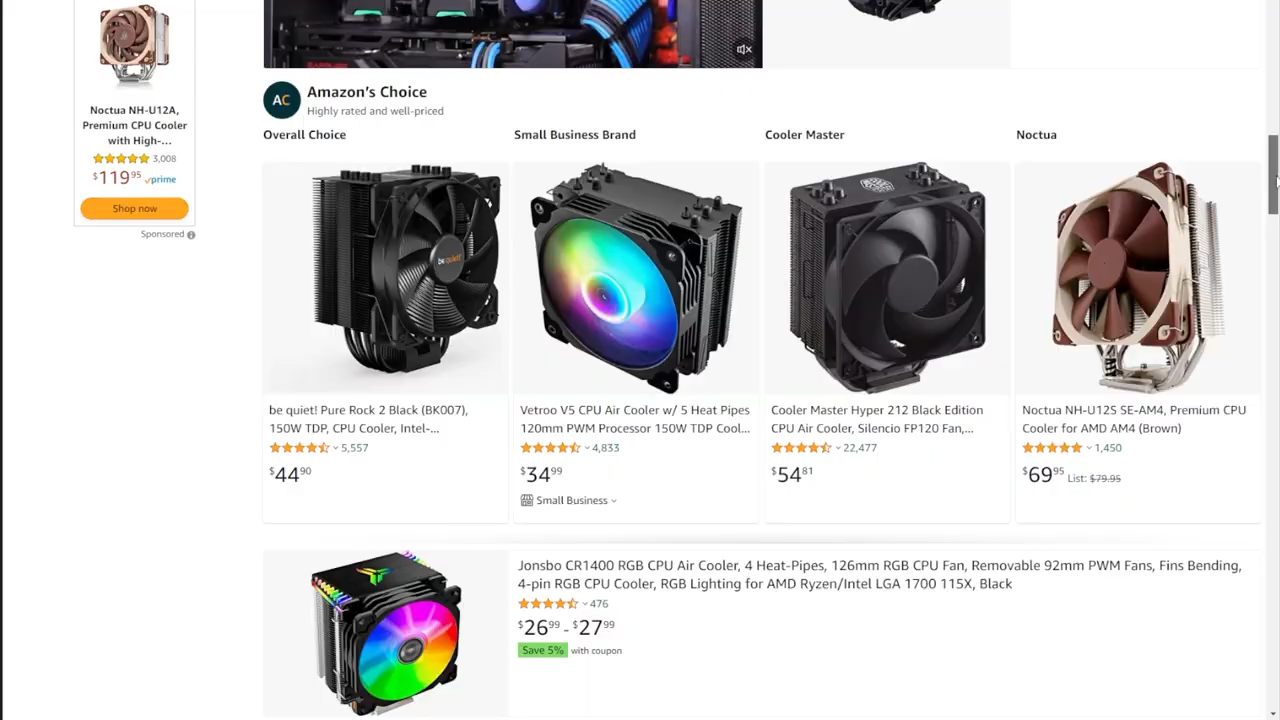 Noctua NH-U12A,
Premium CPU Cooler
with High-...
3,008
$119.95 prime
Shop now
Sponsored
AC
Amazon's Choice
Highly rated and well-priced
Overall Choice
Small Business Brand
Cooler Master
Noctua
be quiet!
be quiet! Pure Rock 2 Black (BK007),
150W TDP, CPU Cooler, Intel-...
5,557
$44.90
Vetroo V5 CPU Air Cooler w/ 5 Heat Pipes
120mm PWM Processor 150W TDP Cool...
4,833
$34.99
Small Business
Cooler Master Hyper 212 Black Edition
CPU Air Cooler, Silencio FP120 Fan,...
22,477
$54.81
Noctua NH-U12S SE-AM4, Premium CPU
Cooler for AMD AM4 (Brown)
1,450
$69.95 List: $79.95
Jonsbo CR1400 RGB CPU Air Cooler, 4 Heat-Pipes, 126mm RGB CPU Fan, Removable 92mm PWM Fans, Fins Bending,
4-pin RGB CPU Cooler, RGB Lighting for AMD Ryzen/Intel LGA 1700 115X, Black
476
$26.99 - $27.99
Save 5% with coupon